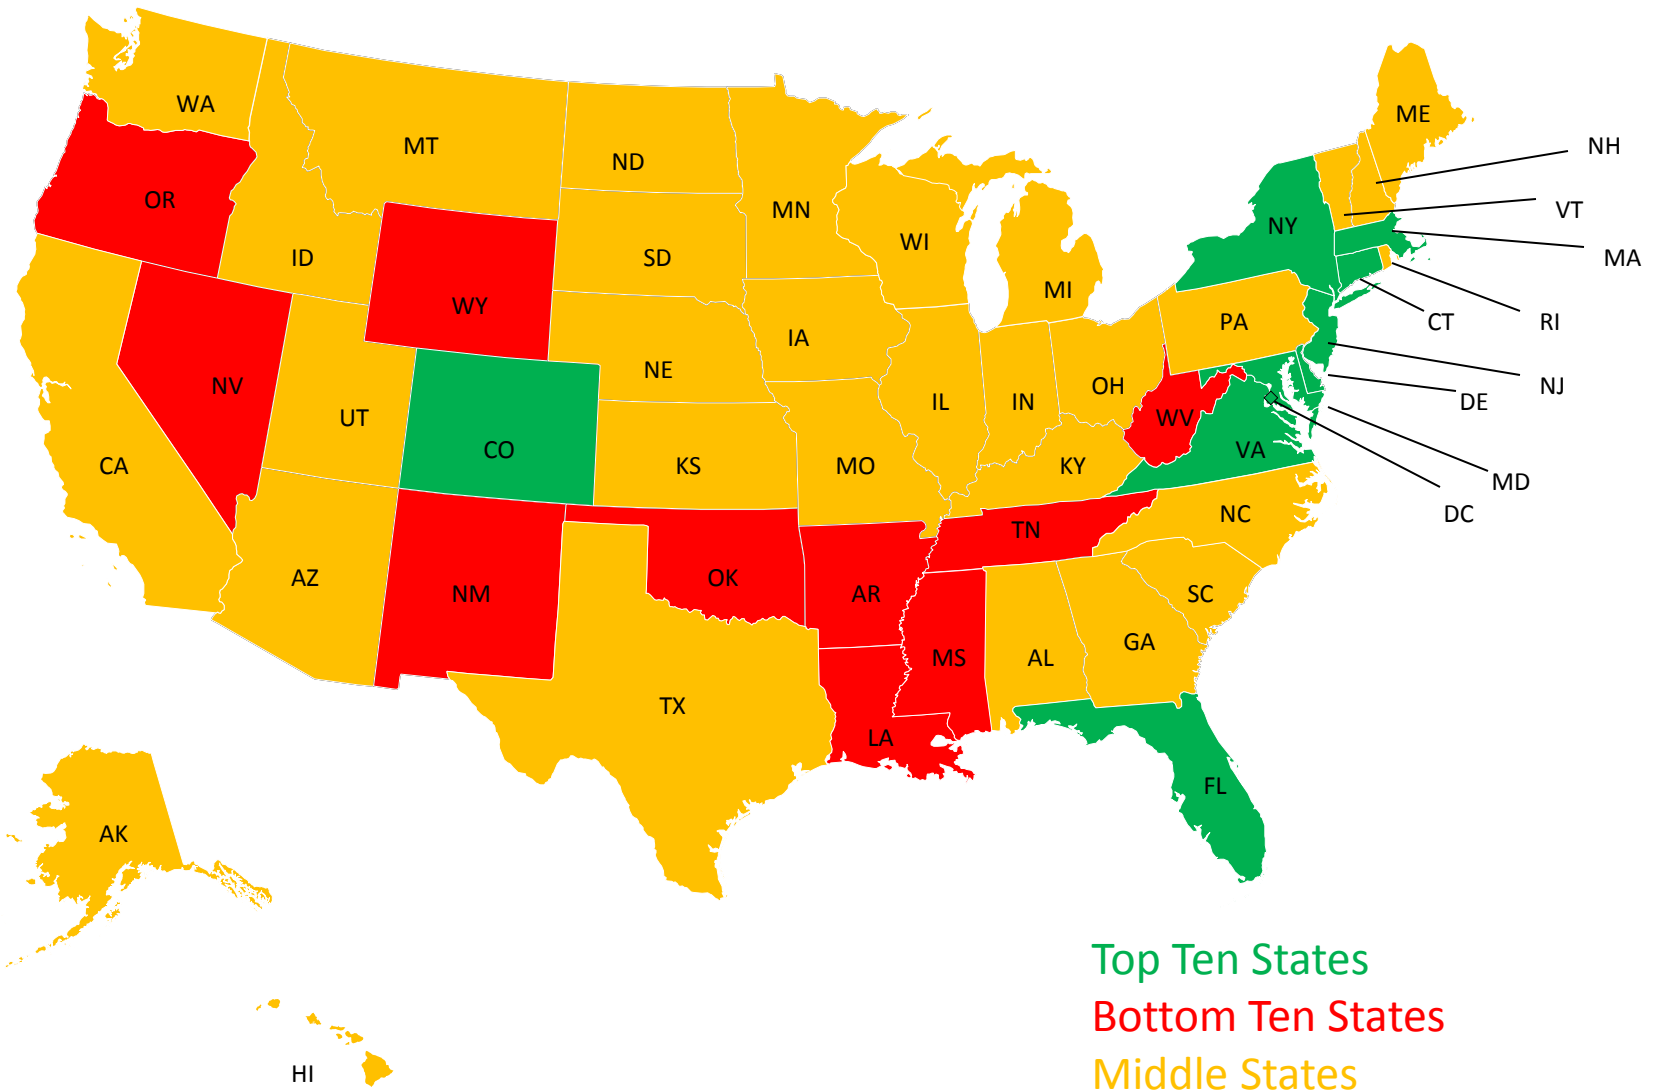 WA
ME
MT
NH
ND
OR
MN
VT
NY
WI
ID
SD
MA
MI
WY
CT
RI
PA
IA
NE
NV
OH
NJ
IL
IN
DE
UT
WV
CO
VA
CA
KS
MO
KY
MD
NC
DC
TN
AZ
OK
NM
AR
SC
GA
MS
AL
TX
LA
FL
AK
HI
Top Ten States
Bottom Ten States
Middle States